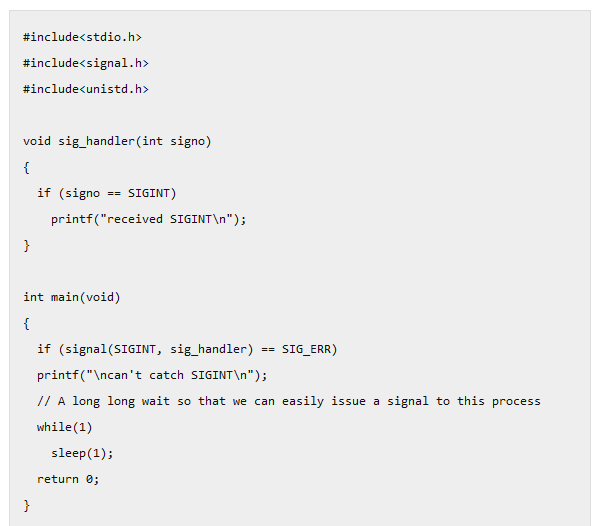 #include<stdio.h>
#include<signal.h>
#include<unistd.h>
void sig_handler(int signo)
{
  if (signo == SIGINT)
    printf("received SIGINT\n");
}
int main(void)
{
  if (signal(SIGINT, sig_handler) == SIG_ERR)
  printf("\ncan't catch SIGINT\n");
  // A long long wait so that we can easily issue a signal to this process
  while(1)
    sleep(1);
  return 0;
}